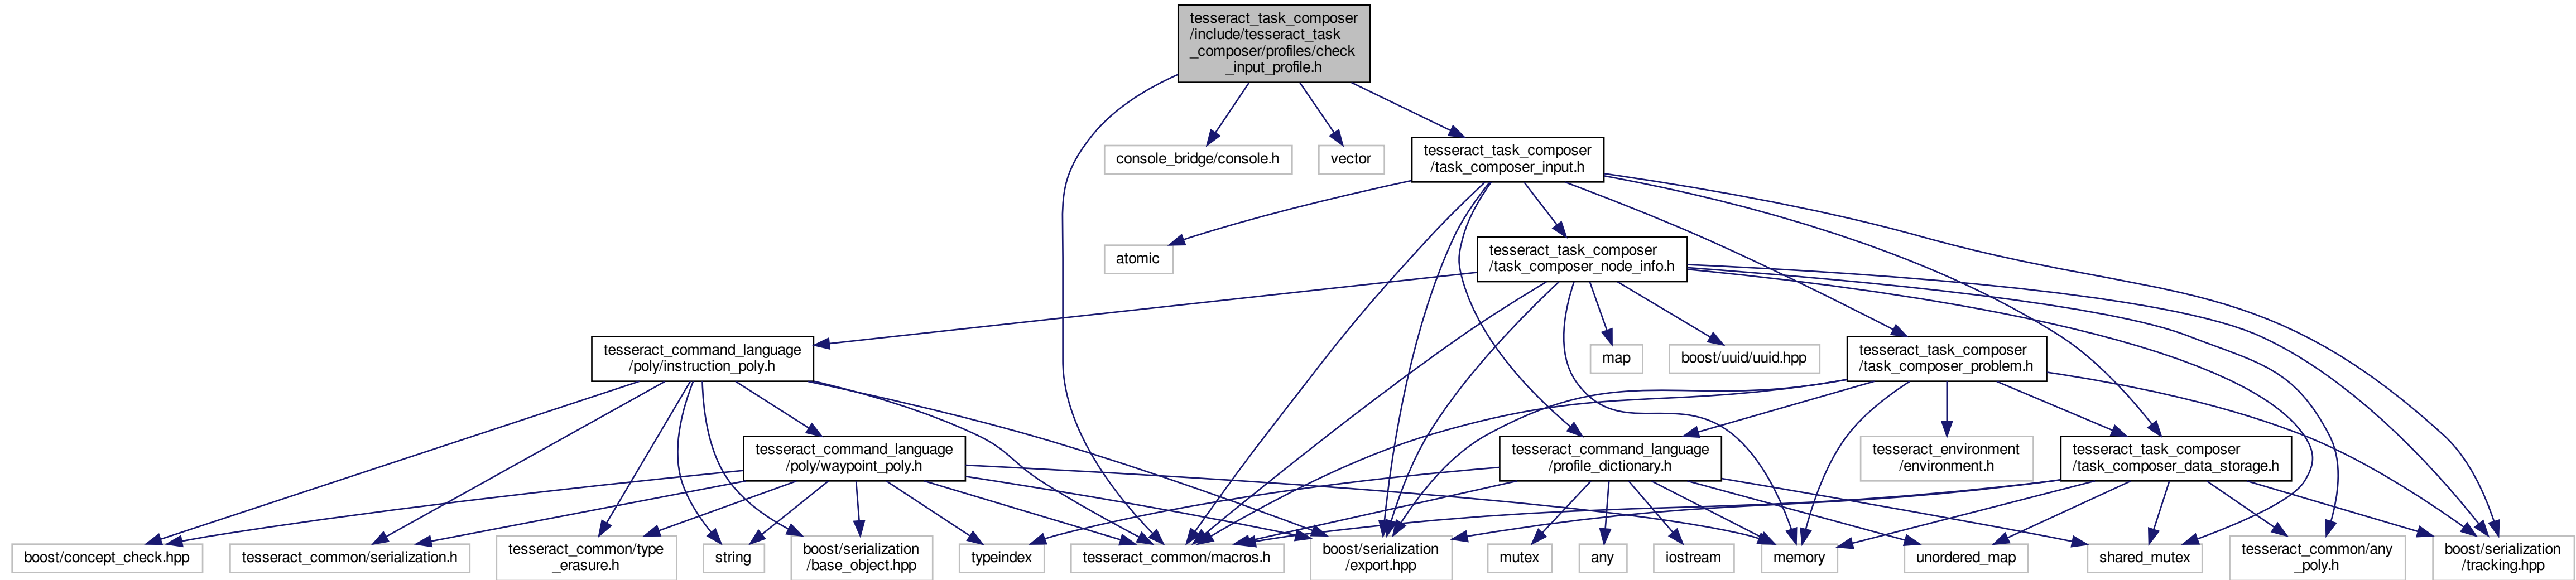 tesseract_task_composer
/include/tesseract_task
_composer/profiles/check
_input_profile.h
console_bridge/console.h
vector
tesseract_task_composer
/task_composer_input.h
atomic
tesseract_task_composer
/task_composer_node_info.h
tesseract_command_language
/poly/instruction_poly.h
map
boost/uuid/uuid.hpp
tesseract_task_composer
/task_composer_problem.h
tesseract_command_language
/poly/waypoint_poly.h
tesseract_command_language
/profile_dictionary.h
tesseract_environment
/environment.h
tesseract_task_composer
/task_composer_data_storage.h
boost/concept_check.hpp
tesseract_common/serialization.h
tesseract_common/type
_erasure.h
string
boost/serialization
/base_object.hpp
typeindex
tesseract_common/macros.h
boost/serialization
/export.hpp
mutex
any
iostream
memory
unordered_map
shared_mutex
tesseract_common/any
_poly.h
boost/serialization
/tracking.hpp